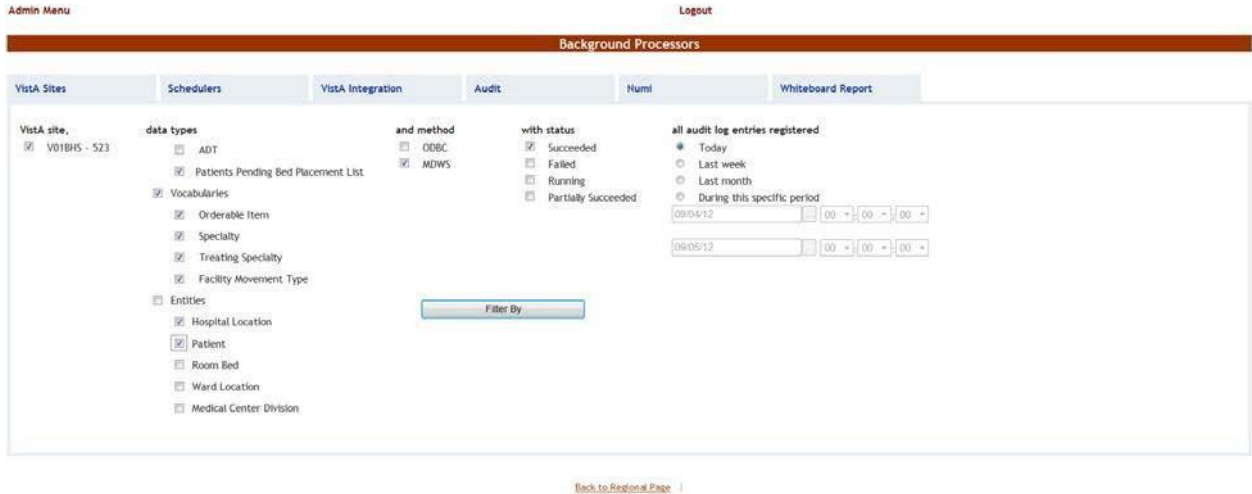 Admin Menu
Logout
Background Processors
VistA Sites
Schedulers
VistA Integration
Audit
Numi
Whiteboard Report
VistA site,
V01BHS - 523
data types
ADT
Patients Pending Bed Placement List
Vocabularies
Orderable Item
Specialty
Treating Specialty
Facility Movement Type
Entities
Hospital Location
Patient
Room Bed
Ward Location
Medical Center Division
and method
ODBC
MDWS
Filter By
with status
Succeeded
Failed
Running
Partially Succeeded
all audit log entries registered
Today
Last week
Last month
During this specific period
09/04/12 00 : 00 : 00
09/05/12 00 : 00 : 00
Back to Regional Page |